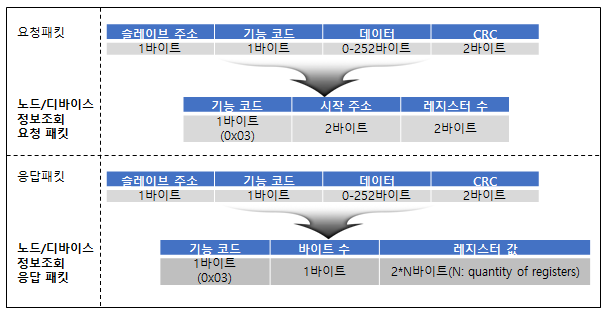 요청패킷
슬레이브 주소 기능 코드 데이터 CRC
1바이트 1바이트 0-252바이트 2바이트
노드/디바이스
정보조회
요청 패킷
기능 코드 시작 주소 레지스터 수
1바이트
(0x03)
2바이트 2바이트
응답패킷
슬레이브 주소 기능 코드 데이터 CRC
1바이트 1바이트 0-252바이트 2바이트
노드/디바이스
정보조회
응답 패킷
기능 코드 바이트 수 레지스터 값
1바이트
(0x03)
1바이트 2*N바이트(N: quantity of registers)